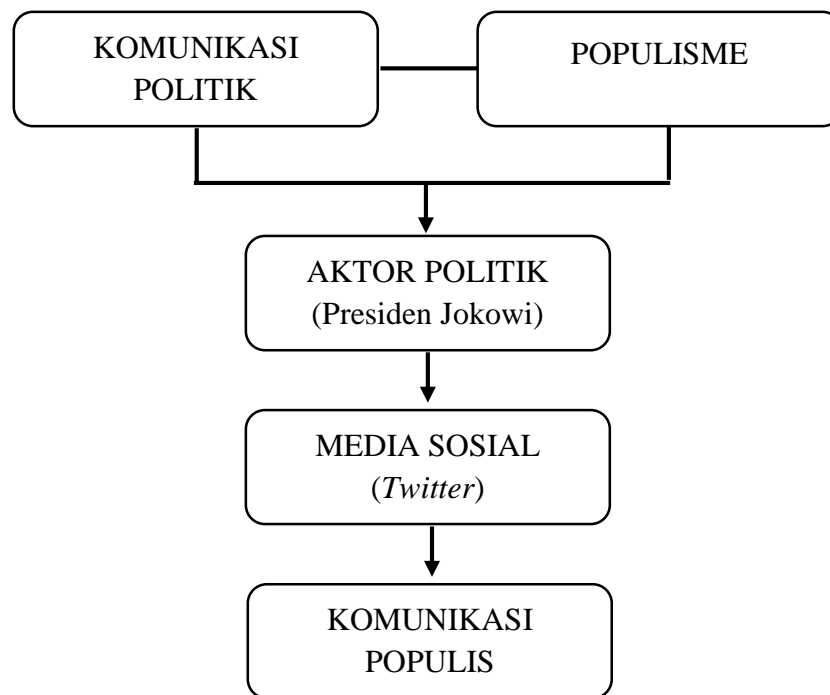 KOMUNIKASI
POLITIK
POPULISME
AKTOR POLITIK
(Presiden Jokowi)
MEDIA SOSIAL
(Twitter)
KOMUNIKASI
POPULIS